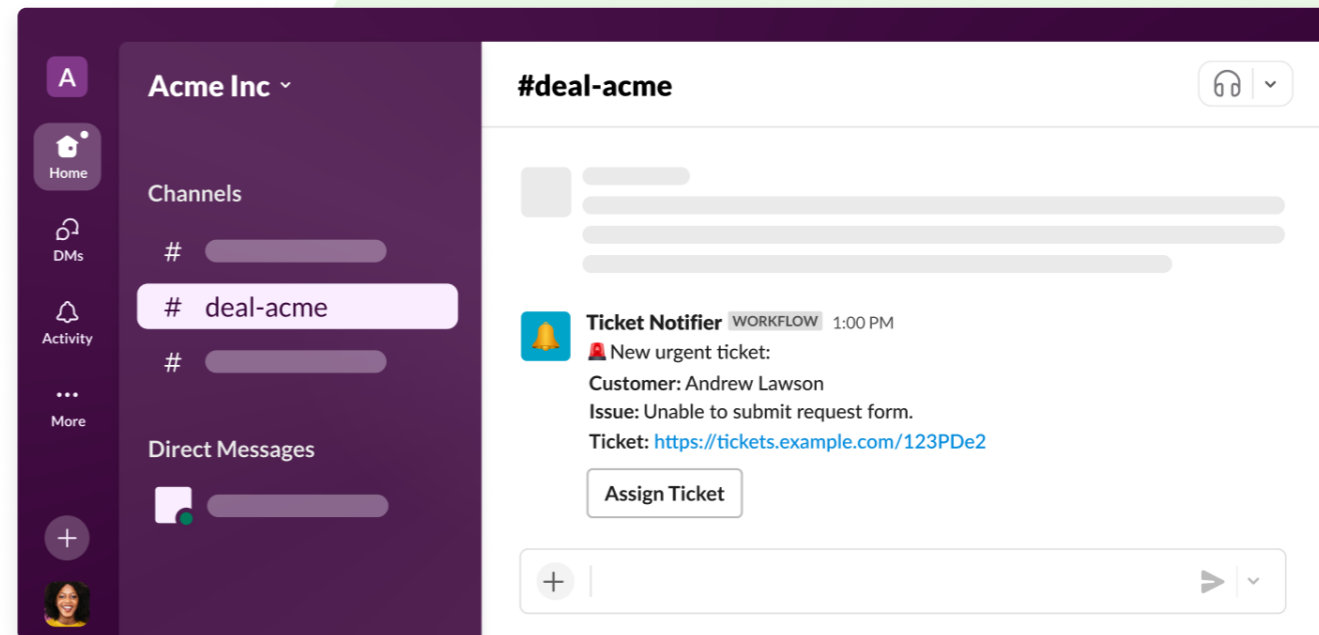 A
Home
DMs
Activity
More
Acme Inc
Channels
#
# deal-acme
#
Direct Messages
#deal-acme
Ticket Notifier WORKFLOW 1:00 PM
New urgent ticket:
Customer: Andrew Lawson
Issue: Unable to submit request form.
Ticket: https://tickets.example.com/123PDe2
Assign Ticket